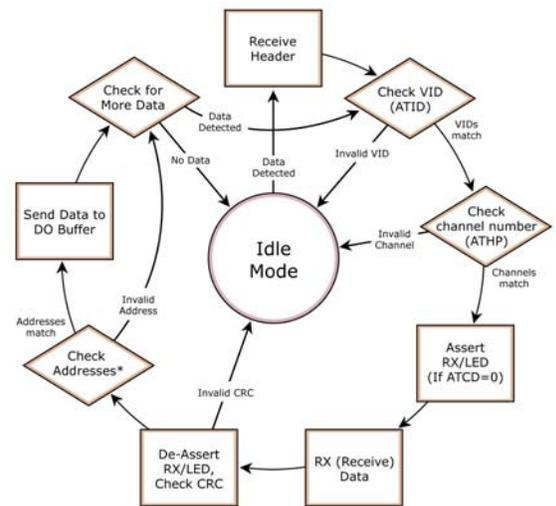 Receive
Header
Check for
More Data
Check VID
(ATID)
Data
Detected
VIDs
match
No Data
Data
Detected
Invalid VID
Send Data to
DO Buffer
Check
channel number
(ATHP)
Idle
Mode
Invalid
Channel
Channels
match
Invalid
Address
Addresses
match
Check
Addresses*
Assert
RX/LED
(If ATCD=0)
Invalid CRC
De-Assert
RX/LED,
Check CRC
RX (Receive)
Data